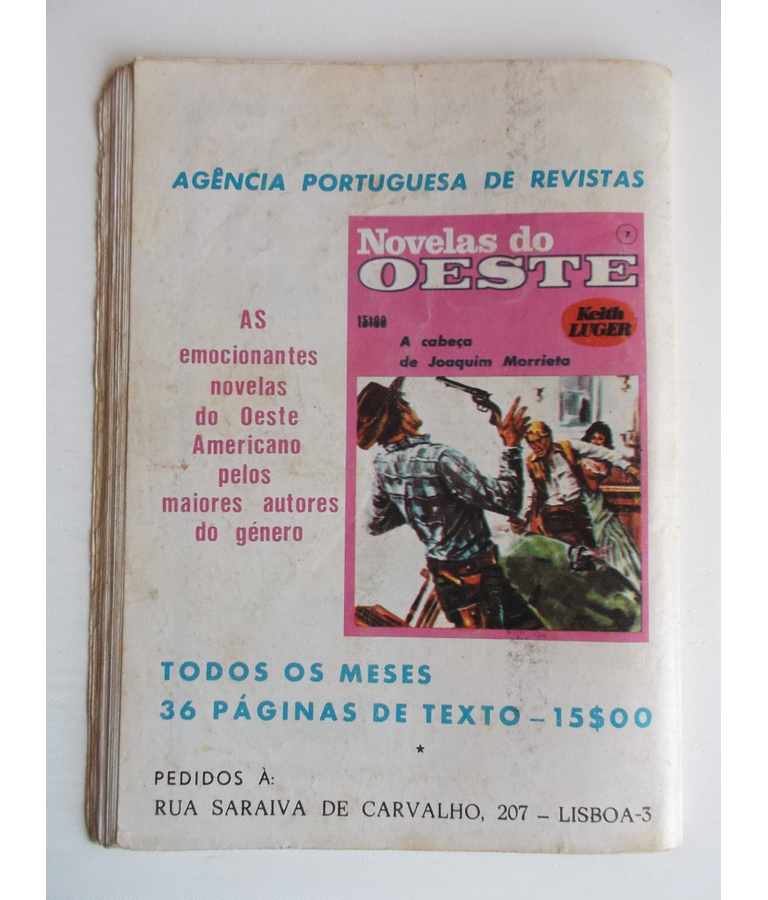 AGÊNCIA PORTUGUESA DE REVISTAS
Novelas do
7
OESTE
15$00
Keith
LUGER
A cabeça
de Joaquim Morrieta
AS
emocionantes
novelas
do Oeste
Americano
pelos
maiores autores
do género
TODOS OS MESES
36 PÁGINAS DE TEXTO – 15$00
*
PEDIDOS À:
RUA SARAIVA DE CARVALHO, 207 – LISBOA-3